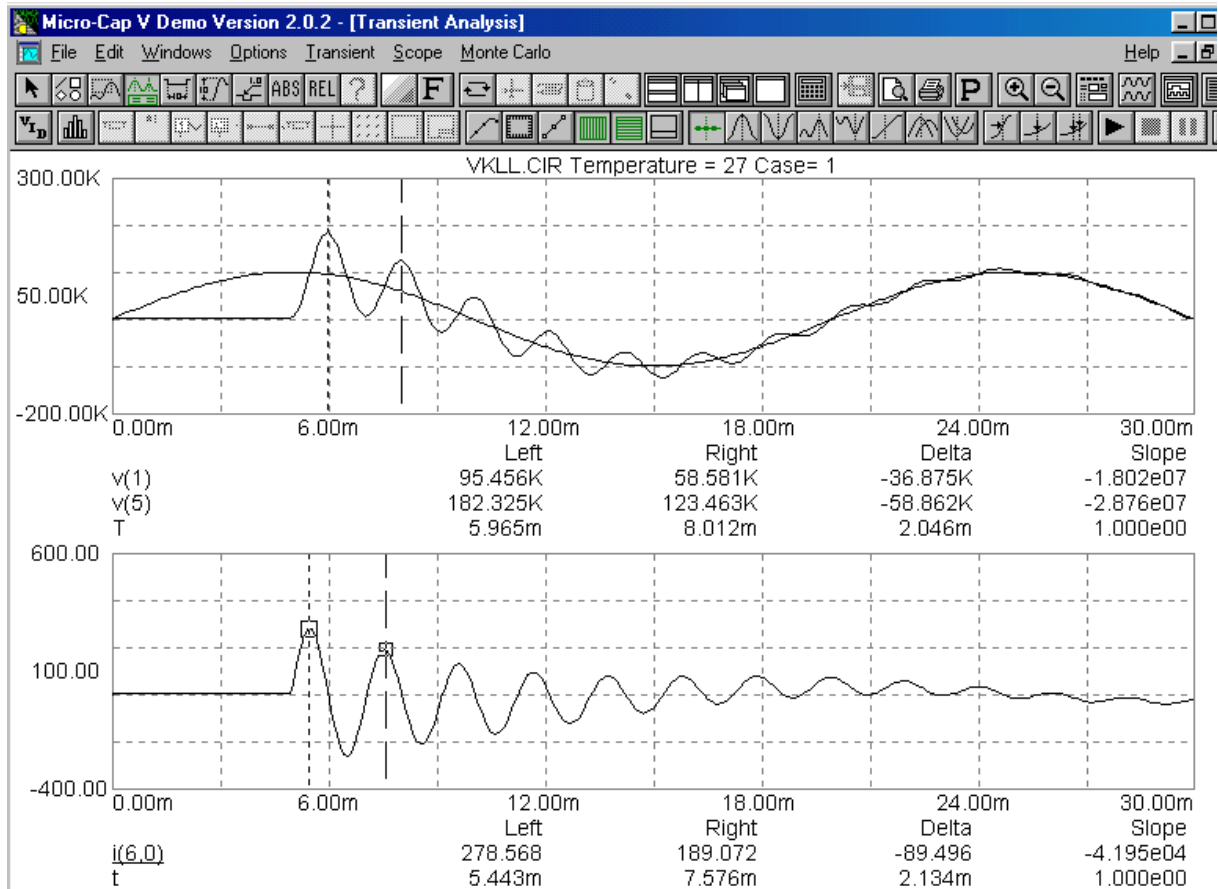 Micro-Cap V Demo Version 2.0.2 - [Transient Analysis]
File Edit Windows Options Transient Scope Monte Carlo Help
ABS REL ? F P
VKLL.CIR Temperature = 27 Case= 1
300.00K
50.00K
-200.00K
0.00m 6.00m 12.00m 18.00m 24.00m 30.00m
Left Right Delta Slope
v(1) 95.456K 58.581K -36.875K -1.802e07
v(5) 182.325K 123.463K -58.862K -2.876e07
T 5.965m 8.012m 2.046m 1.000e00
600.00
100.00
-400.00
0.00m 6.00m 12.00m 18.00m 24.00m 30.00m
Left Right Delta Slope
i(6,0) 278.568 189.072 -89.496 -4.195e04
t 5.443m 7.576m 2.134m 1.000e00